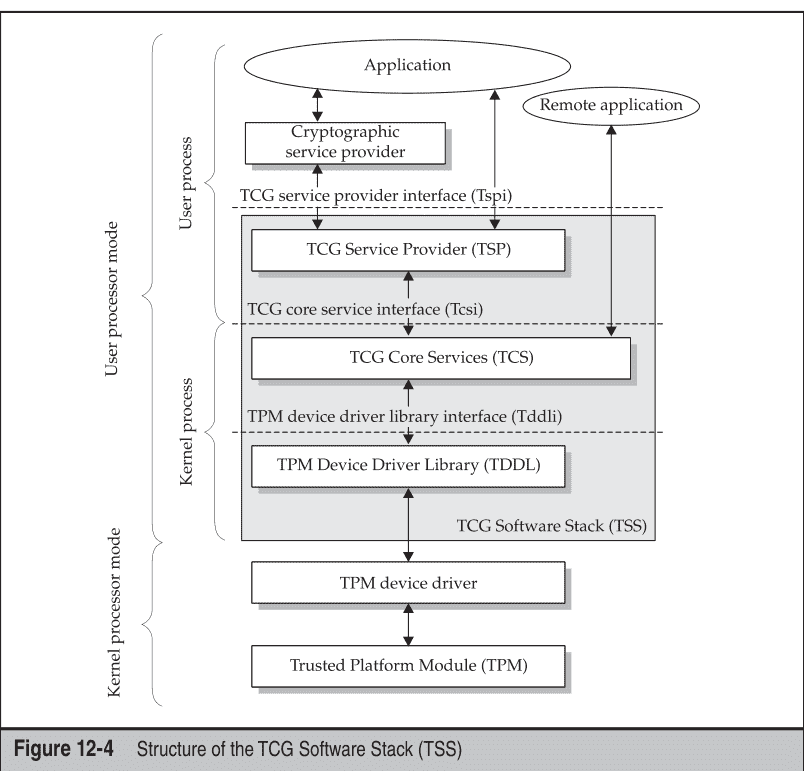 Application
Remote application
Cryptographic
service provider
TCG service provider interface (Tspi)
TCG Service Provider (TSP)
TCG core service interface (Tcsi)
TCG Core Services (TCS)
TPM device driver library interface (Tddli)
TPM Device Driver Library (TDDL)
TCG Software Stack (TSS)
TPM device driver
Trusted Platform Module (TPM)
User process
Kernel process
User processor mode
Kernel processor mode
Figure 12-4 Structure of the TCG Software Stack (TSS)